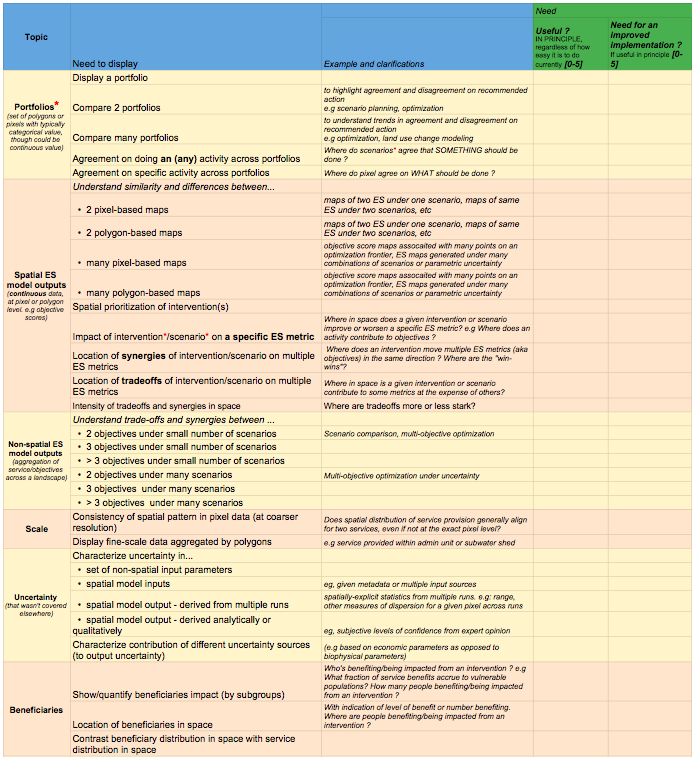 Need
Topic
Need to display
Example and clarifications
Useful ?
IN PRINCIPLE,
regardless of how
easy it is to do
currently [0-5]
Need for an
improved
implementation ?
If useful in principle [0-
5]
Portfolios*
(set of polygons or
pixels with typically
categorical value,
though could be
continuous value)
Display a portfolio
Compare 2 portfolios
to highlight agreement and disagreement on recommended
action
e.g scenario planning, optimization
Compare many portfolios
to understand trends in agreement and disagreement on
recommended action
e.g optimization, land use change modeling
Agreement on doing an (any) activity across portfolios
Where do scenarios* agree that SOMETHING should be
done ?
Agreement on specific activity across portfolios
Where do pixel agree on WHAT should be done ?
Spatial ES
model outputs
(continuous data,
at pixel or polygon
level. e.g objective
scores)
Understand similarity and differences between...
• 2 pixel-based maps
maps of two ES under one scenario, maps of same
ES under two scenarios, etc
• 2 polygon-based maps
maps of two ES under one scenario, maps of same
ES under two scenarios, etc
• many pixel-based maps
objective score maps assocaited with many points on an
optimization frontier, ES maps generated under many
combinations of scenarios or parametric uncertainty
• many polygon-based maps
objective score maps assocaited with many points on an
optimization frontier, ES maps generated under many
combinations of scenarios or parametric uncertainty
Spatial prioritization of intervention(s)
Impact of intervention*/scenario* on a specific ES metric
Where in space does a given intervention or scenario
improve or worsen a specific ES metric? e.g Where does an
activity contribute to objectives ?
Location of synergies of intervention/scenario on multiple
ES metrics
Where does an intervention move multiple ES metrics (aka
objectives) in the same direction ? Where are the "win-
wins"?
Location of tradeoffs of intervention/scenario on multiple
ES metrics
Where in space is a given intervention or scenario
contribute to some metrics at the expense of others?
Intensity of tradeoffs and synergies in space
Where are tradeoffs more or less stark?
Non-spatial ES
model outputs
(aggregation of
service/objectives
across a landscape)
Understand trade-offs and synergies between ...
• 2 objectives under small number of scenarios
Scenario comparison, multi-objective optimization
• 3 objectives under small number of scenarios
• > 3 objectives under small number of scenarios
• 2 objectives under many scenarios
Multi-objective optimization under uncertainty
• 3 objectives under many scenarios
• > 3 objectives under many scenarios
Scale
Consistency of spatial pattern in pixel data (at coarser
resolution)
Does spatial distribution of service provision generally align
for two services, even if not at the exact pixel level?
Display fine-scale data aggregated by polygons
e.g service provided within admin unit or subwater shed
Uncertainty
(that wasn't covered
elsewhere)
Characterize uncertainty in...
• set of non-spatial input parameters
• spatial model inputs
eg, given metadata or multiple input sources
• spatial model output - derived from multiple runs
spatially-explicit statistics from multiple runs. e.g: range,
other measures of dispersion for a given pixel across runs
• spatial model output - derived analytically or
qualitatively
eg, subjective levels of confidence from expert opinion
Characterize contribution of different uncertainty sources
(to output uncertainty)
(e.g based on economic parameters as opposed to
biophysical parameters)
Beneficiaries
Show/quantify beneficiaries impact (by subgroups)
Who's benefiting/being impacted from an intervention ? e.g
What fraction of service benefits accrue to vulnerable
populations? How many people benefiting/being impacted
from an intervention ?
Location of beneficiaries in space
With indication of level of benefit or number benefiting.
Where are people benefiting/being impacted from an
intervention ?
Contrast beneficiary distribution in space with service
distribution in space